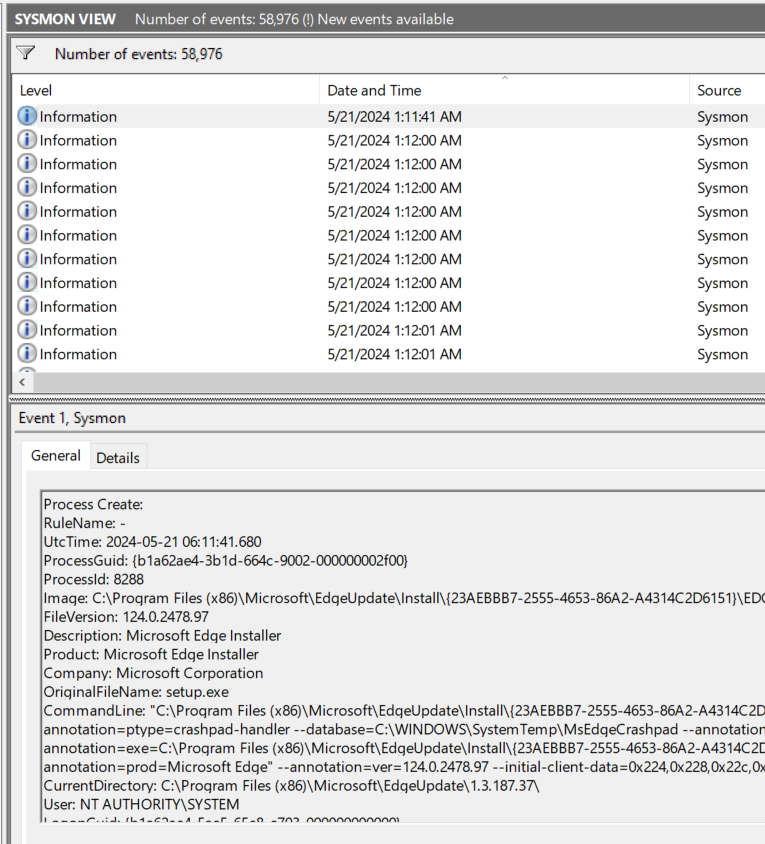 SYSMON VIEW Number of events: 58,976 (!) New events available
Number of events: 58,976
Level Date and Time Source
Information 5/21/2024 1:11:41 AM Sysmon
Information 5/21/2024 1:12:00 AM Sysmon
Information 5/21/2024 1:12:00 AM Sysmon
Information 5/21/2024 1:12:00 AM Sysmon
Information 5/21/2024 1:12:00 AM Sysmon
Information 5/21/2024 1:12:00 AM Sysmon
Information 5/21/2024 1:12:00 AM Sysmon
Information 5/21/2024 1:12:00 AM Sysmon
Information 5/21/2024 1:12:00 AM Sysmon
Information 5/21/2024 1:12:01 AM Sysmon
Information 5/21/2024 1:12:01 AM Sysmon
Event 1, Sysmon
General Details
Process Create:
RuleName: -
UtcTime: 2024-05-21 06:11:41.680
ProcessGuid: {b1a62ae4-3b1d-664c-9002-000000002f00}
ProcessId: 8288
Image: C:\Program Files (x86)\Microsoft\EdgeUpdate\Install\{23AEBBB7-2555-4653-86A2-A4314C2D6151}\EDG
FileVersion: 124.0.2478.97
Description: Microsoft Edge Installer
Product: Microsoft Edge Installer
Company: Microsoft Corporation
OriginalFileName: setup.exe
CommandLine: "C:\Program Files (x86)\Microsoft\EdgeUpdate\Install\{23AEBBB7-2555-4653-86A2-A4314C2D
annotation=ptype=crashpad-handler --database=C:\WINDOWS\SystemTemp\MsEdgeCrashpad --annotation
annotation=exe=C:\Program Files (x86)\Microsoft\EdgeUpdate\Install\{23AEBBB7-2555-4653-86A2-A4314C2D
annotation=prod=Microsoft Edge" --annotation=ver=124.0.2478.97 --initial-client-data=0x224,0x228,0x22c,0x
CurrentDirectory: C:\Program Files (x86)\Microsoft\EdgeUpdate\1.3.187.37\
User: NT AUTHORITY\SYSTEM